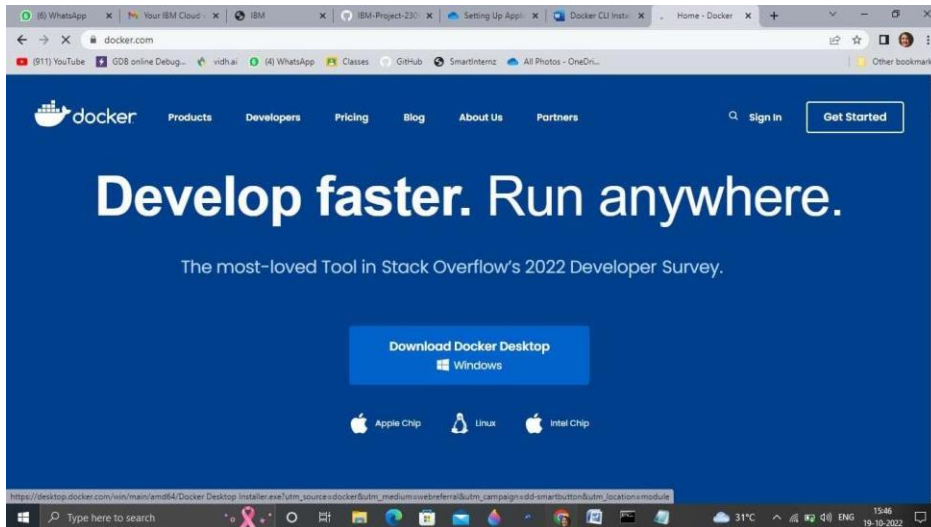 (6) WhatsApp
Your IBM Cloud
IBM
IBM-Project-230
Setting Up Appli
Docker CLI Insta
Home - Docker
docker.com
(911) YouTube
GDB online Debug...
vidh.ai
(4) WhatsApp
Classes
GitHub
SmartInternz
All Photos - OneDri...
Other bookmark
docker
Products
Developers
Pricing
Blog
About Us
Partners
Sign In
Get Started
Develop faster. Run anywhere.
The most-loved Tool in Stack Overflow's 2022 Developer Survey.
Download Docker Desktop
Windows
Apple Chip
Linux
Intel Chip
https://desktop.docker.com/win/main/amd64/Docker Desktop Installer.exe?utm_source=docker&utm_medium=webreferral&utm_campaign=dd-smartbutton&utm_location=module
Type here to search
31°C
ENG
15:46
19-10-2022